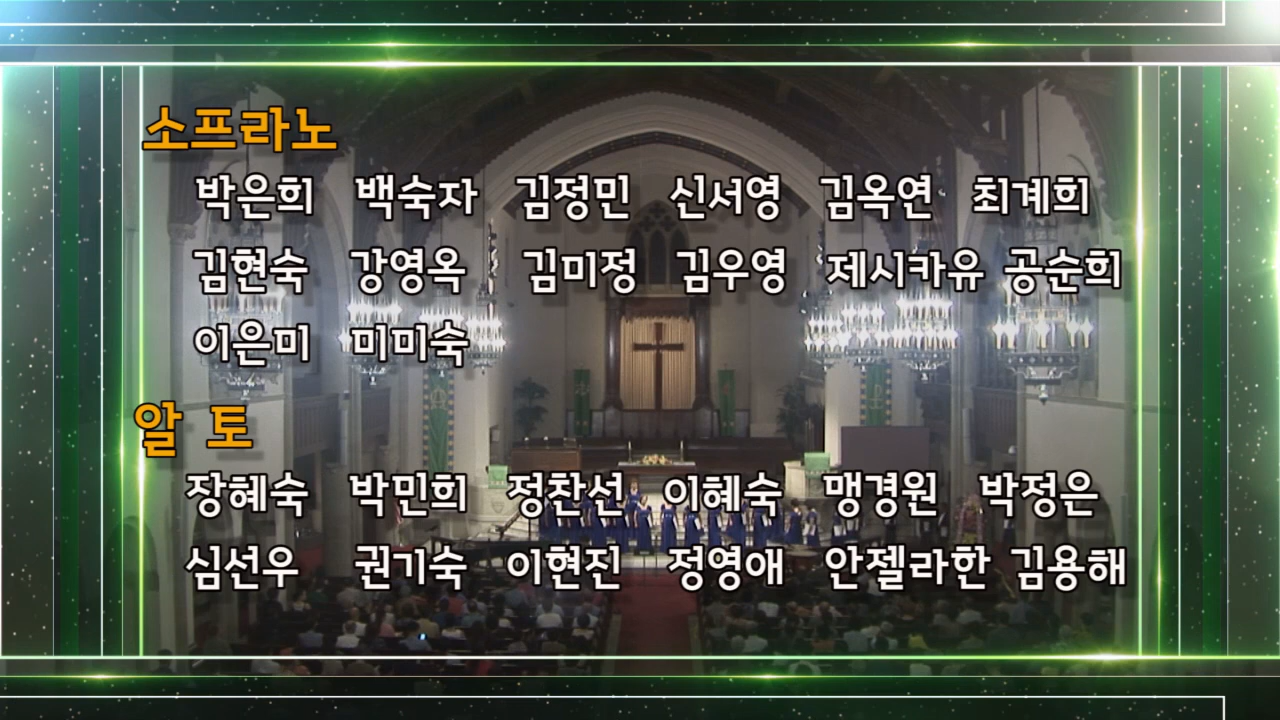 소프라노
박은희 백숙자 김정민 신서영 김옥연 최계희
김현숙 강영옥 김미정 김우영 제시카유 공순희
이은미 미미숙
알 토
장혜숙 박민희 정찬선 이혜숙 맹경원 박정은
심선우 권기숙 이현진 정영애 안젤라한 김용해